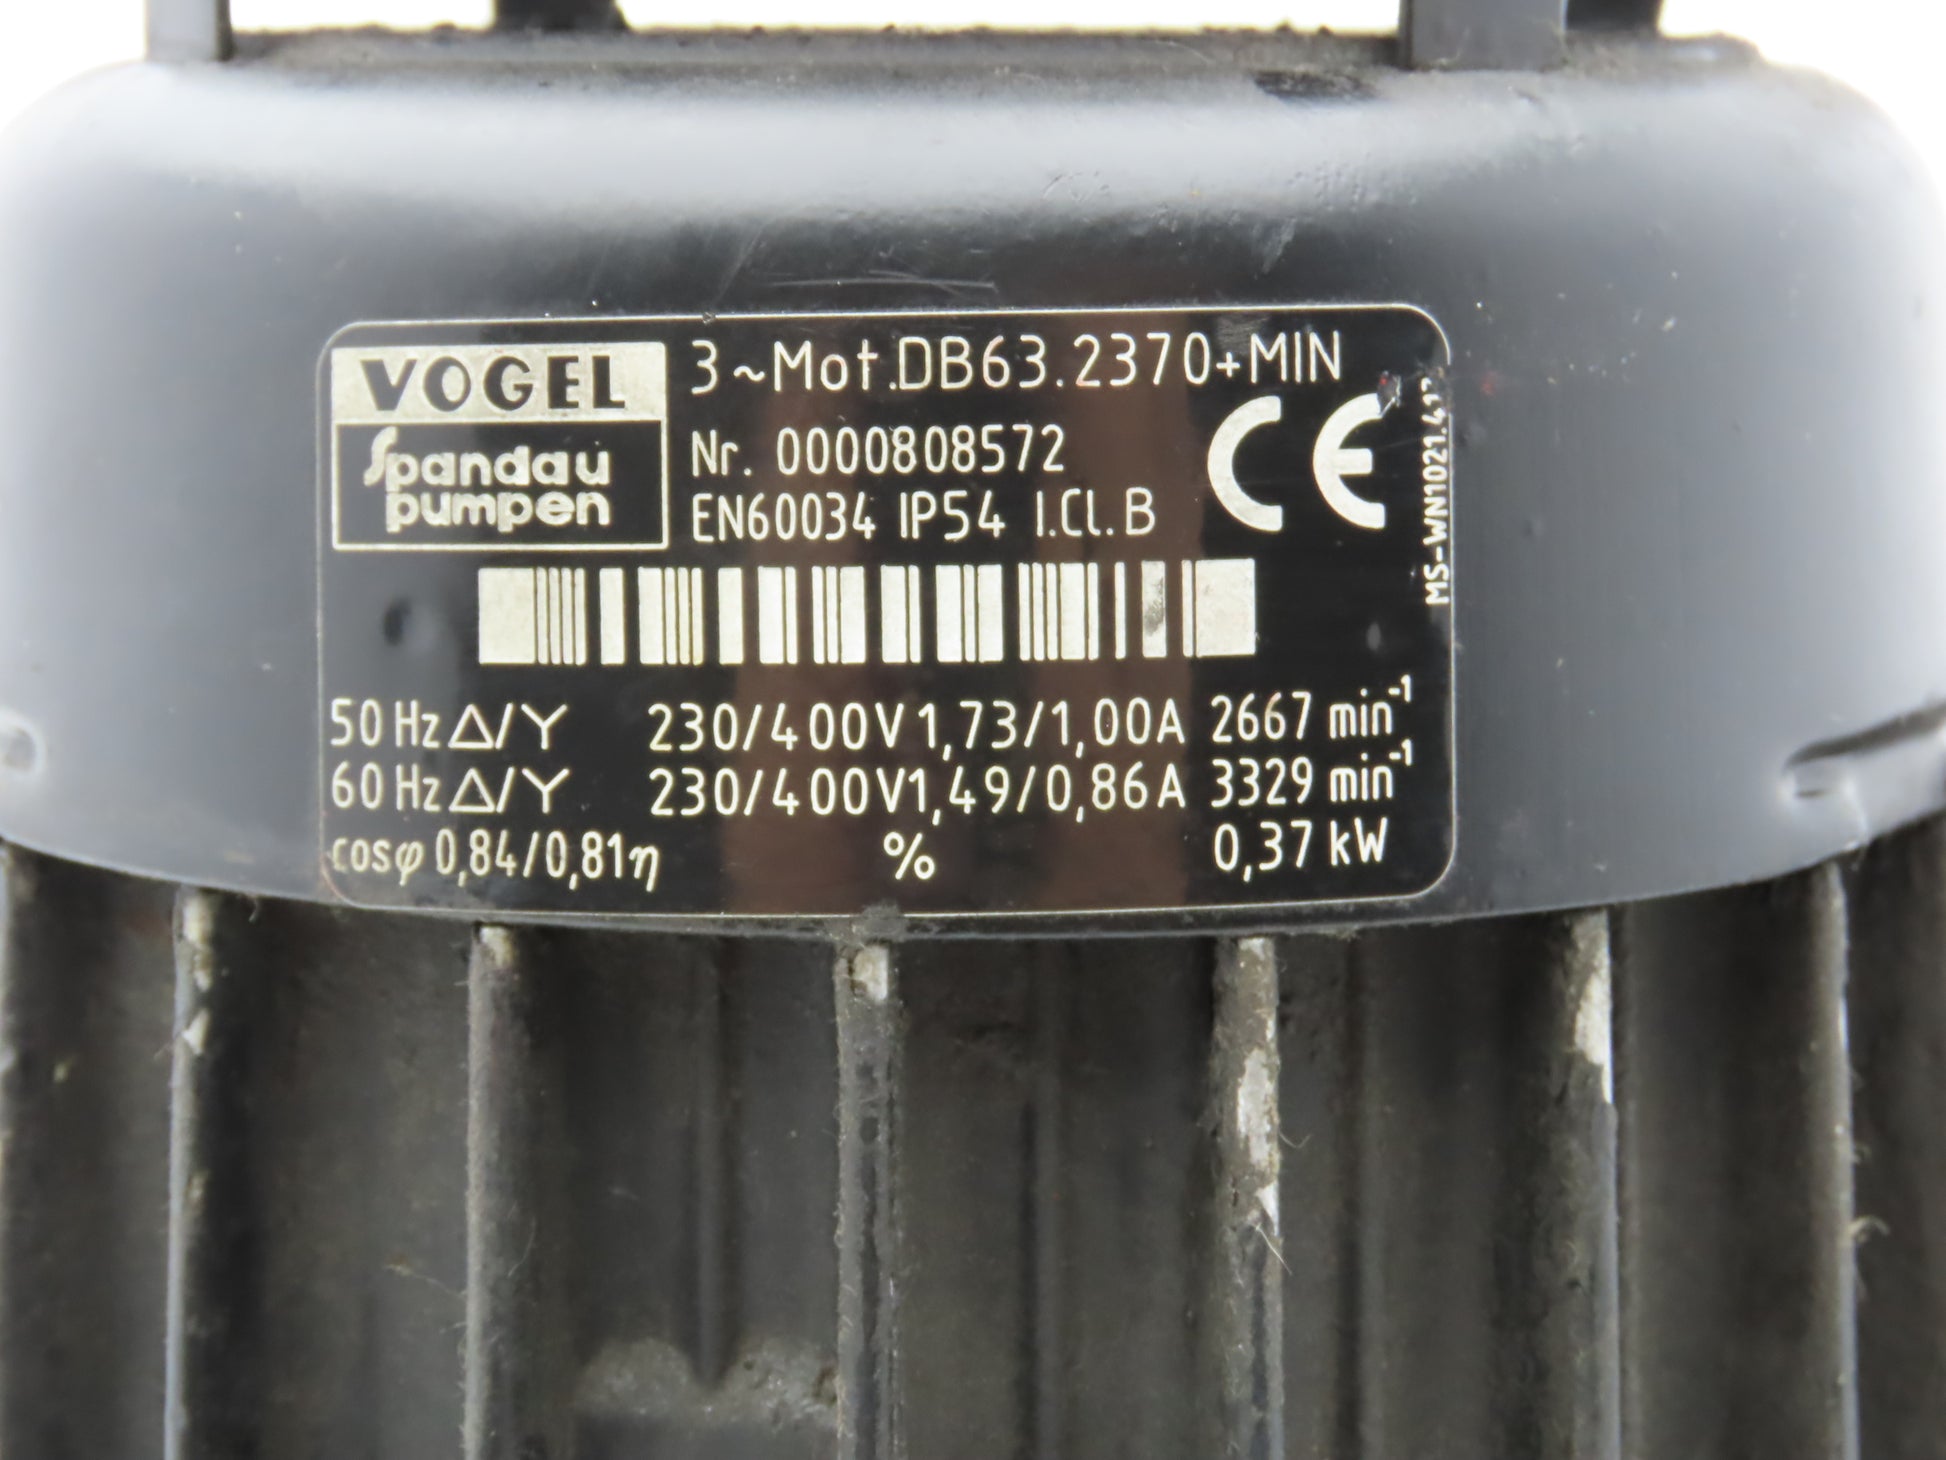 VOGEL
Spandau
pumpen
3~Mot.DB63.2370+MIN
Nr. 0000808572
EN60034 IP54 I.Cl.B
CE
50 Hz △/Y 230/400V 1,73/1,00A 2667 min⁻¹
60 Hz △/Y 230/400V 1,49/0,86A 3329 min⁻¹
cosφ 0,84/0,81 η % 0,37 kW